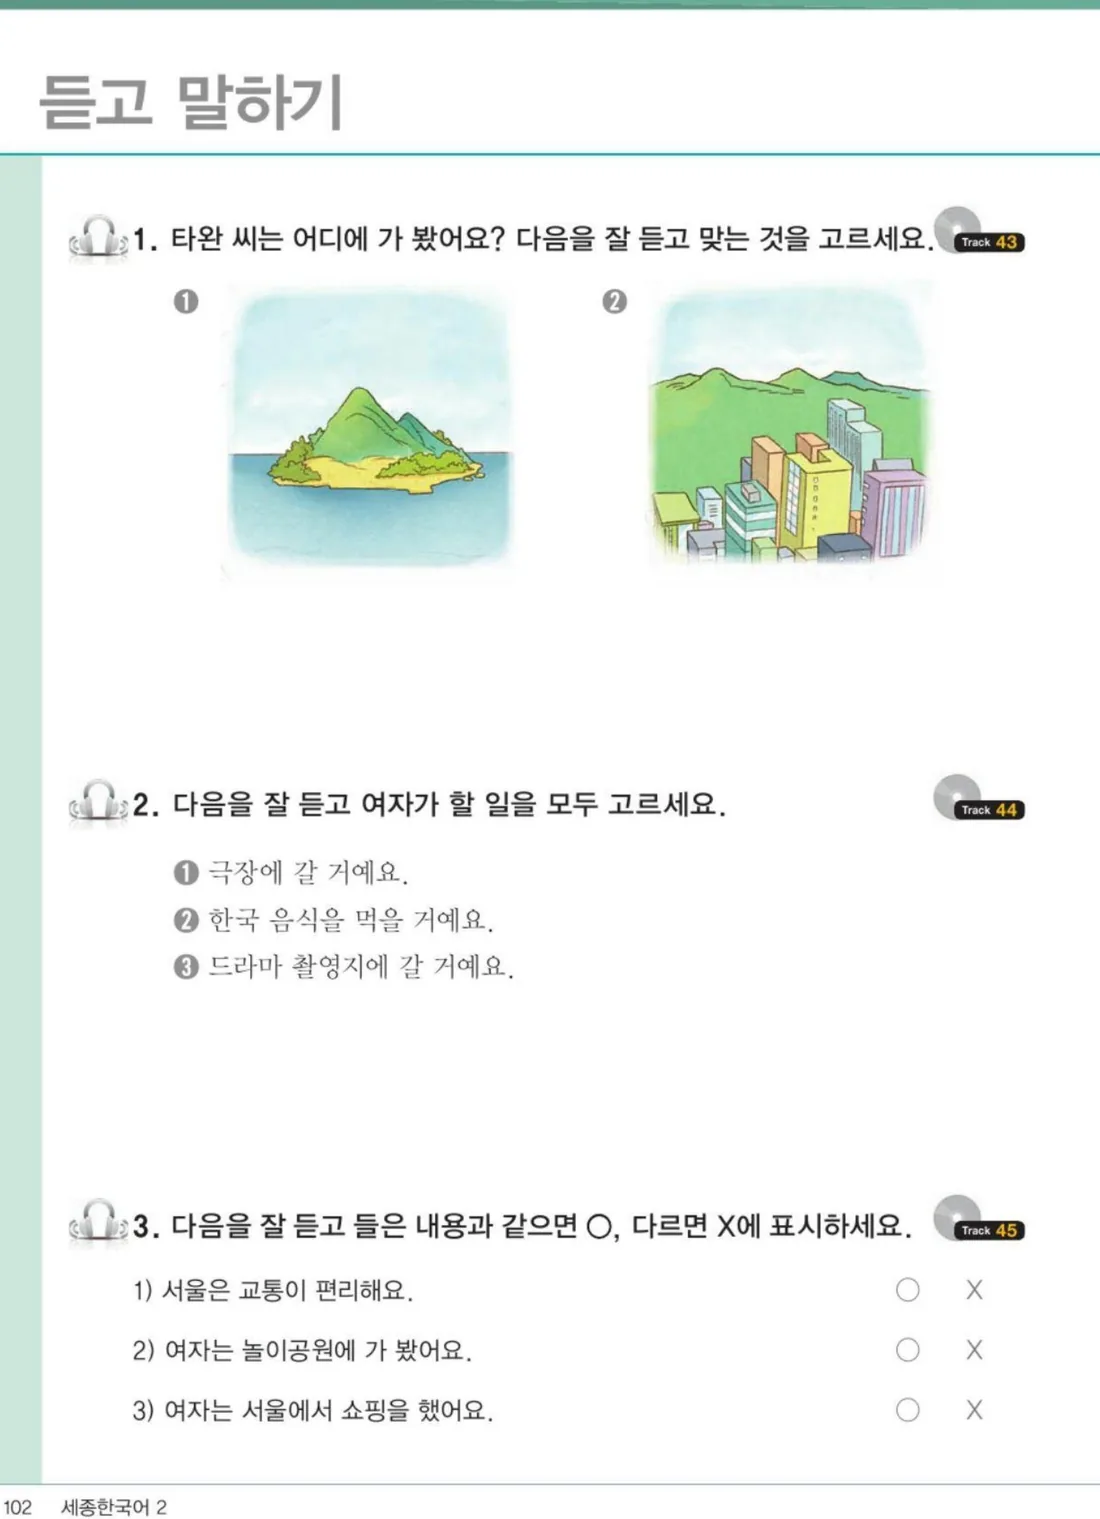 듣고 말하기
1. 타완 씨는 어디에 가 봤어요? 다음을 잘 듣고 맞는 것을 고르세요. Track 43
❶ ❷
2. 다음을 잘 듣고 여자가 할 일을 모두 고르세요. Track 44
❶ 극장에 갈 거예요.
❷ 한국 음식을 먹을 거예요.
❸ 드라마 촬영지에 갈 거예요.
3. 다음을 잘 듣고 들은 내용과 같으면 ○, 다르면 X에 표시하세요. Track 45
1) 서울은 교통이 편리해요. ○ X
2) 여자는 놀이공원에 가 봤어요. ○ X
3) 여자는 서울에서 쇼핑을 했어요. ○ X
102 세종한국어 2